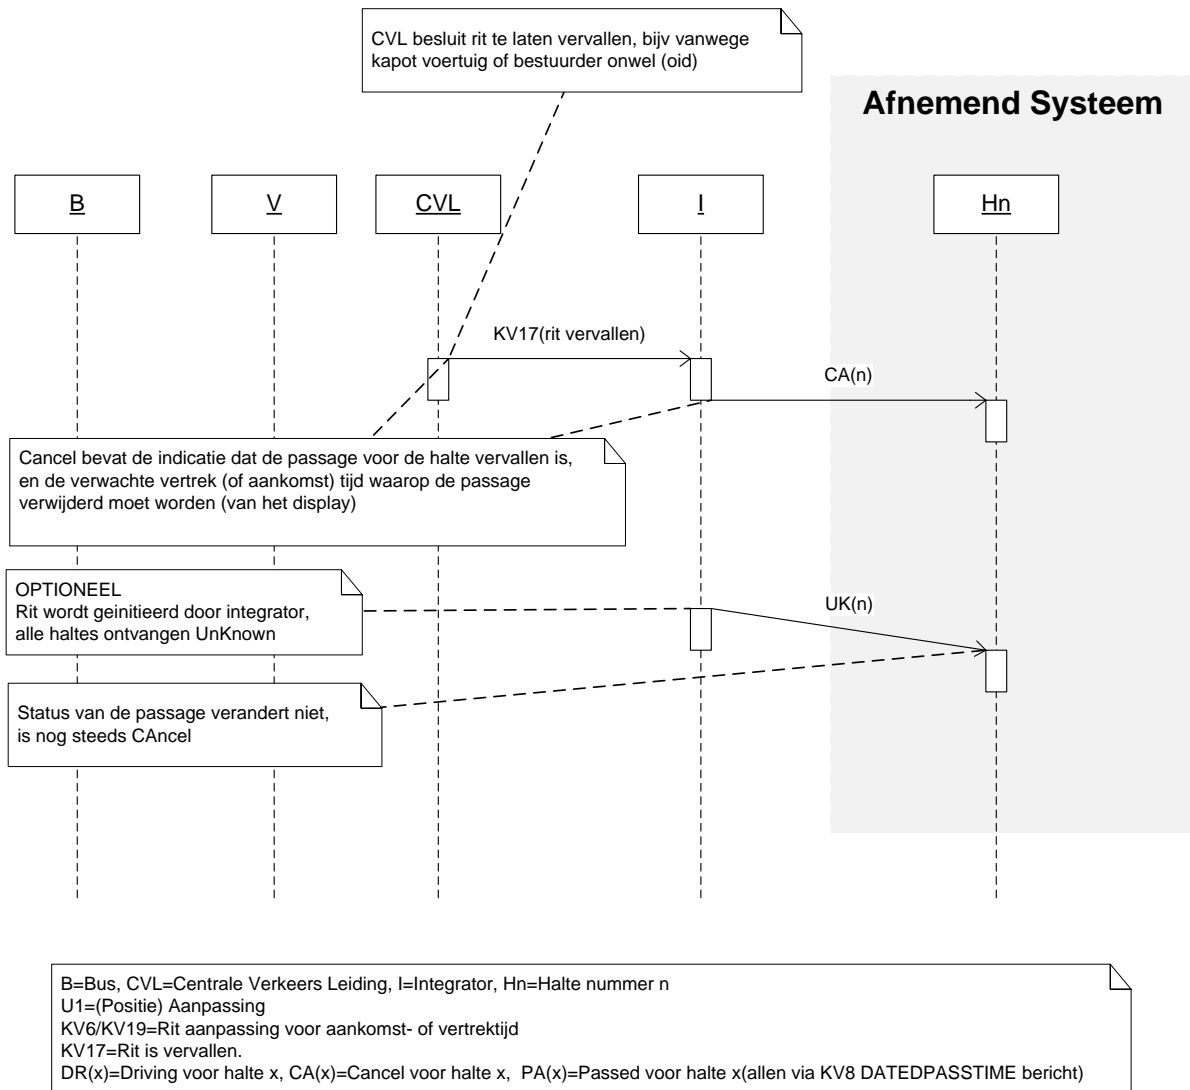 CVL besluit rit te laten vervallen, bijv vanwege
kapot voertuig of bestuurder onwel (oid)
Afnemend Systeem
B
V
CVL
I
Hn
KV17(rit vervallen)
CA(n)
Cancel bevat de indicatie dat de passage voor de halte vervallen is,
en de verwachte vertrek (of aankomst) tijd waarop de passage
verwijderd moet worden (van het display)
OPTIONEEL
Rit wordt geinitieerd door integrator,
alle haltes ontvangen UnKnown
UK(n)
Status van de passage verandert niet,
is nog steeds CAncel
B=Bus, CVL=Centrale Verkeers Leiding, I=Integrator, Hn=Halte nummer n
U1=(Positie) Aanpassing
KV6/KV19=Rit aanpassing voor aankomst- of vertrektijd
KV17=Rit is vervallen.
DR(x)=Driving voor halte x, CA(x)=Cancel voor halte x, PA(x)=Passed voor halte x(allen via KV8 DATEDPASSTIME bericht)